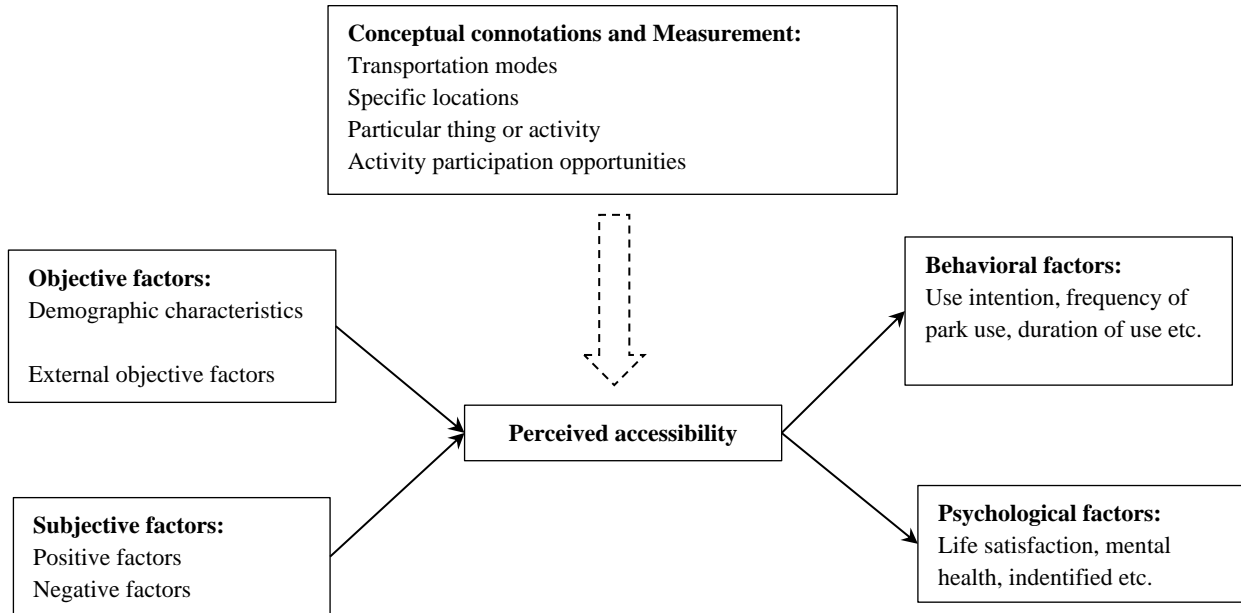 Conceptual connotations and Measurement:
Transportation modes
Specific locations
Particular thing or activity
Activity participation opportunities
Objective factors:
Demographic characteristics
External objective factors
Behavioral factors:
Use intention, frequency of
park use, duration of use etc.
Perceived accessibility
Subjective factors:
Positive factors
Negative factors
Psychological factors:
Life satisfaction, mental
health, indentified etc.